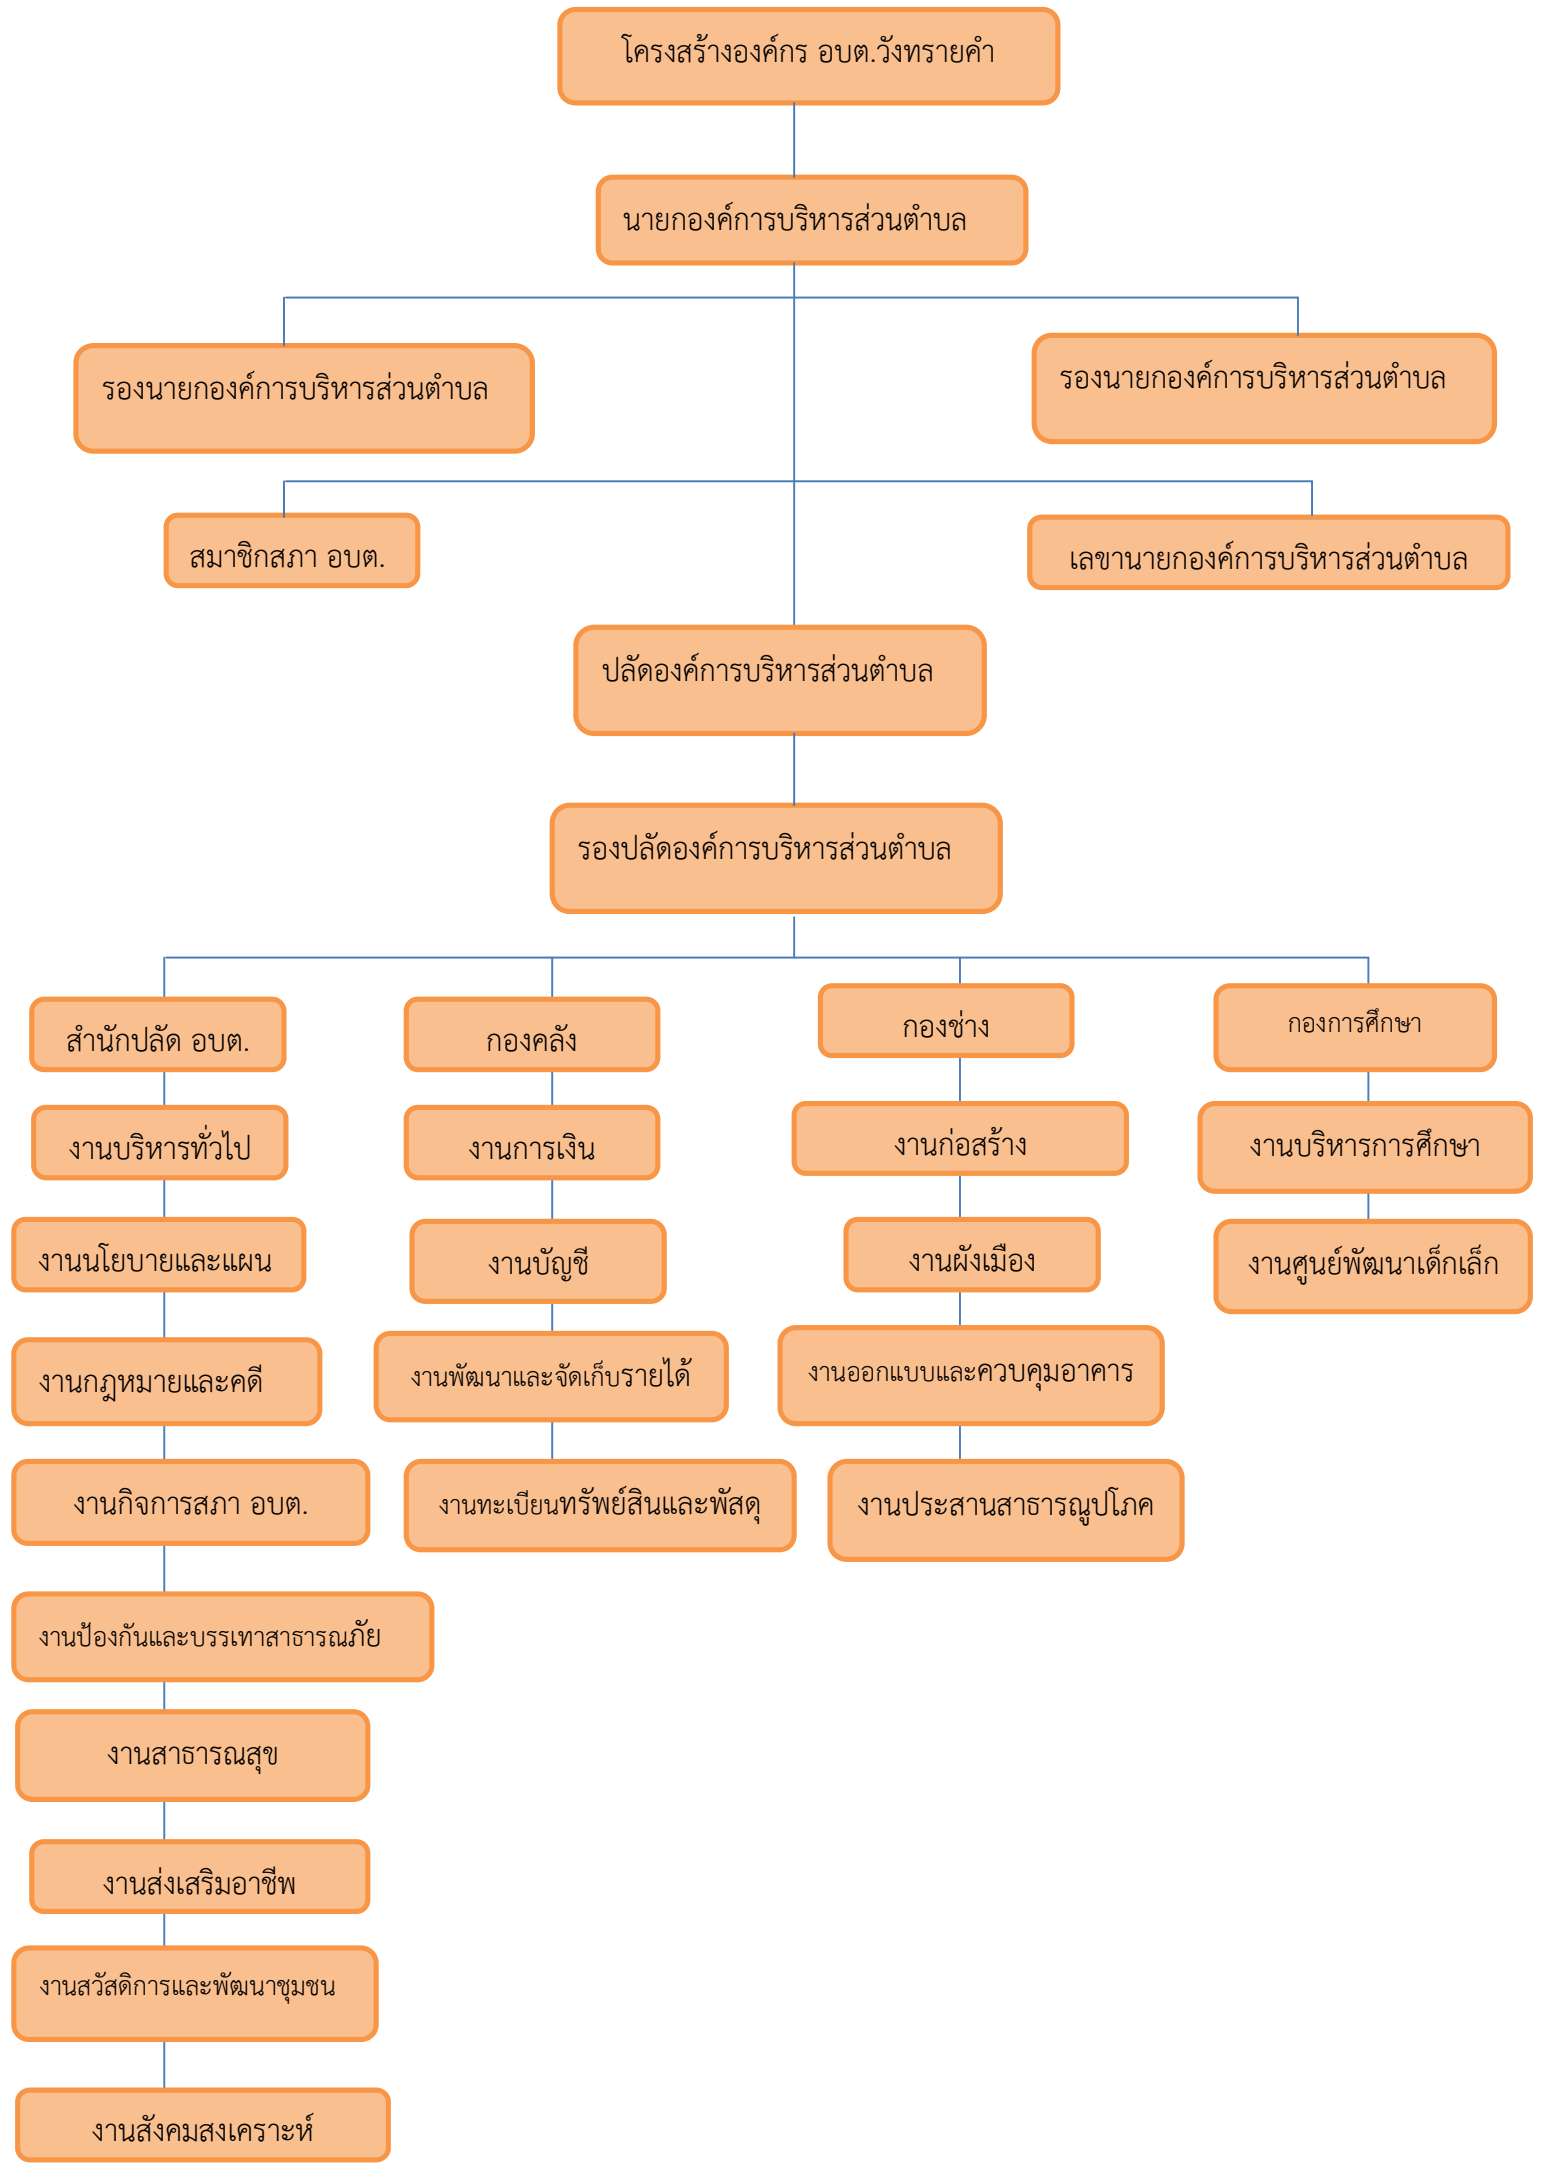 โครงสร้างองค์กร อบต.วังทรายคำ
นายกองค์การบริหารส่วนตำบล
รองนายกองค์การบริหารส่วนตำบล
รองนายกองค์การบริหารส่วนตำบล
สมาชิกสภา อบต.
เลขานายกองค์การบริหารส่วนตำบล
ปลัดองค์การบริหารส่วนตำบล
รองปลัดองค์การบริหารส่วนตำบล
สำนักปลัด อบต.
กองคลัง
กองช่าง
กองการศึกษา
งานบริหารทั่วไป
งานการเงิน
งานก่อสร้าง
งานบริหารการศึกษา
งานนโยบายและแผน
งานบัญชี
งานผังเมือง
งานศูนย์พัฒนาเด็กเล็ก
งานกฎหมายและคดี
งานพัฒนาและจัดเก็บรายได้
งานออกแบบและควบคุมอาคาร
งานกิจการสภา อบต.
งานทะเบียนทรัพย์สินและพัสดุ
งานประสานสาธารณูปโภค
งานป้องกันและบรรเทาสาธารณภัย
งานสาธารณสุข
งานส่งเสริมอาชีพ
งานสวัสดิการและพัฒนาชุมชน
งานสังคมสงเคราะห์